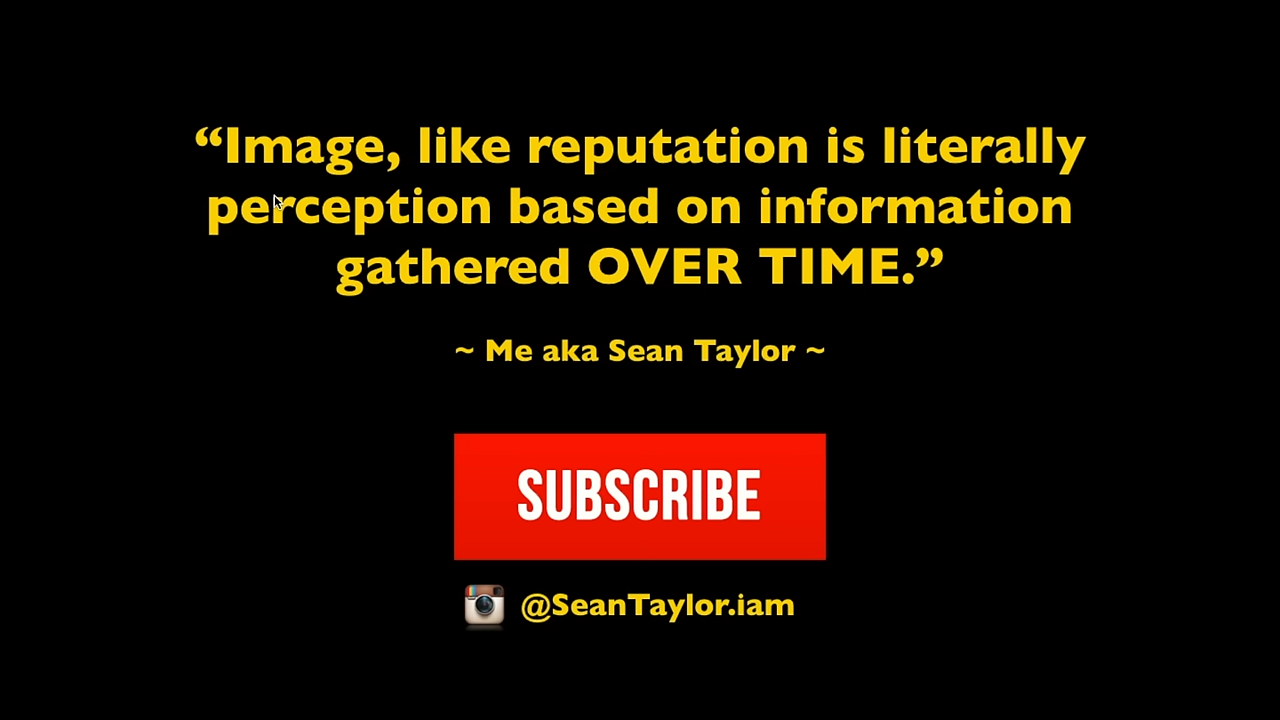 “Image, like reputation is literally
perception based on information
gathered OVER TIME.”
~ Me aka Sean Taylor ~
SUBSCRIBE
@SeanTaylor.iam